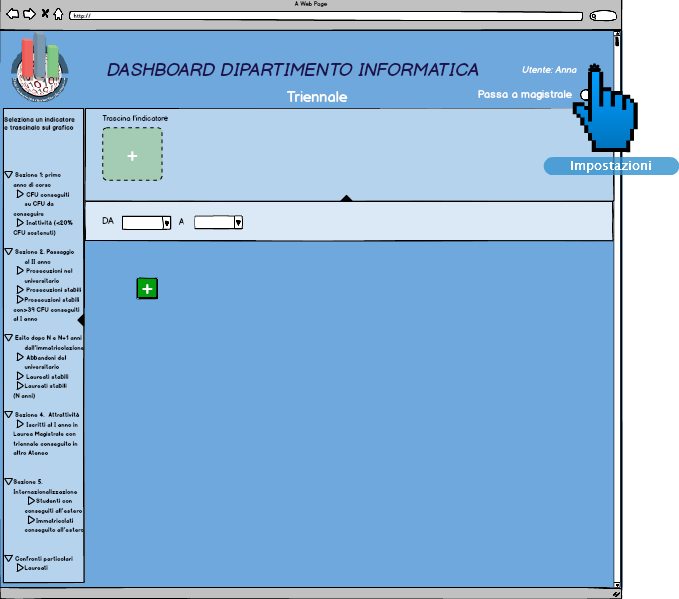 A Web Page
http://
DASHBOARD DIPARTIMENTO INFORMATICA
Utente: Anna
Triennale
Passa a magistrale
Impostazioni
Seleziona un indicatore
e trascinalo sul grafico
Sezione 1: primo
anno di corso
CFU conseguiti
su CFU da
conseguire
Inattività (<20%
CFU sostenuti)
Sezione 2. Passaggio
al II anno
Prosecuzioni nel
universitario
Prosecuzioni stabili
Prosecuzioni stabili
con>39 CFU conseguiti
al I anno
Esito dopo N e N+1 anni
dall'immatricolazione
Abbandoni del
universitario
Laureati stabili
Laureati stabili
(N anni)
Sezione 4. Attrattività
Iscritti al I anno in
Laurea Magistrale con
triennale conseguito in
altro Ateneo
Sezione 5.
Internazionalizzazione
Studenti con
conseguiti all'estero
Immatricolati
conseguito all'estero
Confronti particolari
Laureati
Trascina l'indicatore
+
DA
A
+